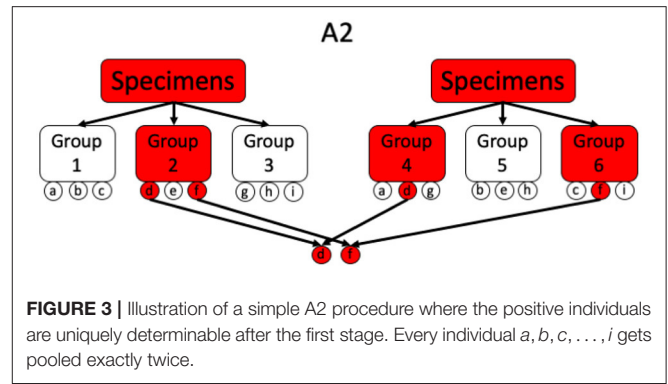 A2
Specimens Specimens
Group Group Group Group Group Group
1 2 3 4 5 6
a b c d e f g h i a d g b e h c f i
d f
FIGURE 3 | Illustration of a simple A2 procedure where the positive individuals
are uniquely determinable after the first stage. Every individual a, b, c, . . . , i gets
pooled exactly twice.